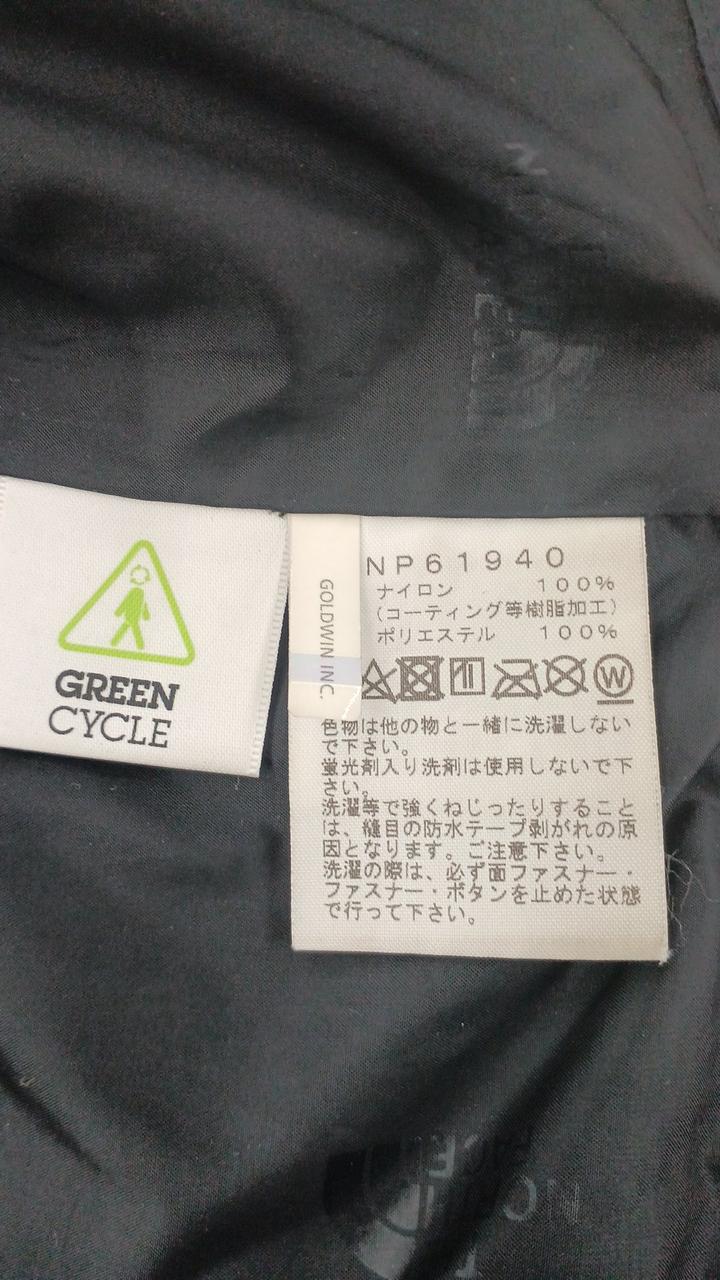 GREEN
CYCLE
GOLDWIN INC.
NP61940
ナイロン 100%
(コーティング等樹脂加工)
ポリエステル 100%
W
色物は他の物と一緒に洗濯しない
で下さい。
蛍光剤入り洗剤は使用しないで下
さい。
洗濯等で強くねじったりすること
は、縫目の防水テープ剥がれの原
因となります。ご注意下さい。
洗濯の際は、必ず面ファスナー・
ファスナー・ボタンを止めた状態
で行って下さい。